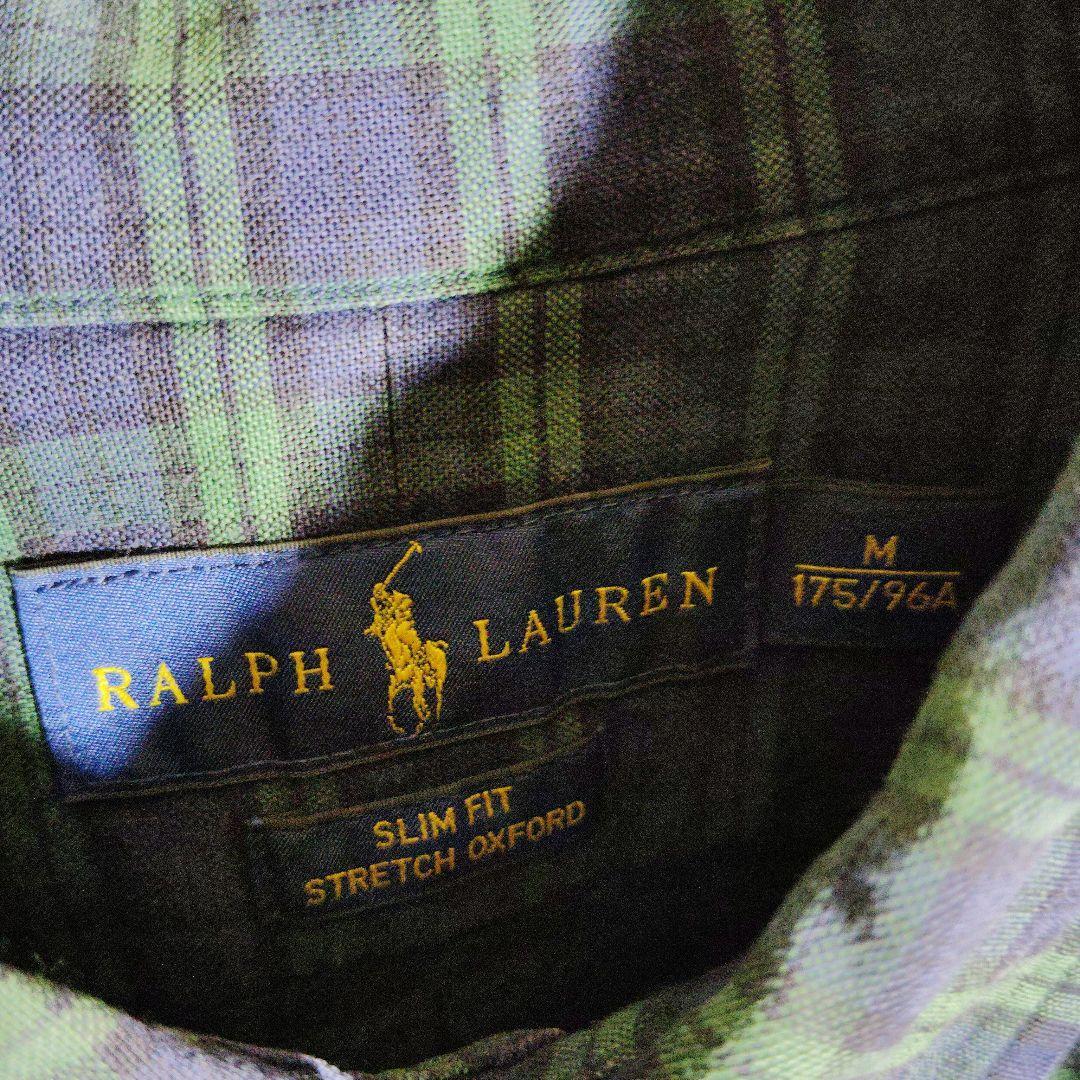 RALPH LAUREN
M
175/96A
SLIM FIT
STRETCH OXFORD